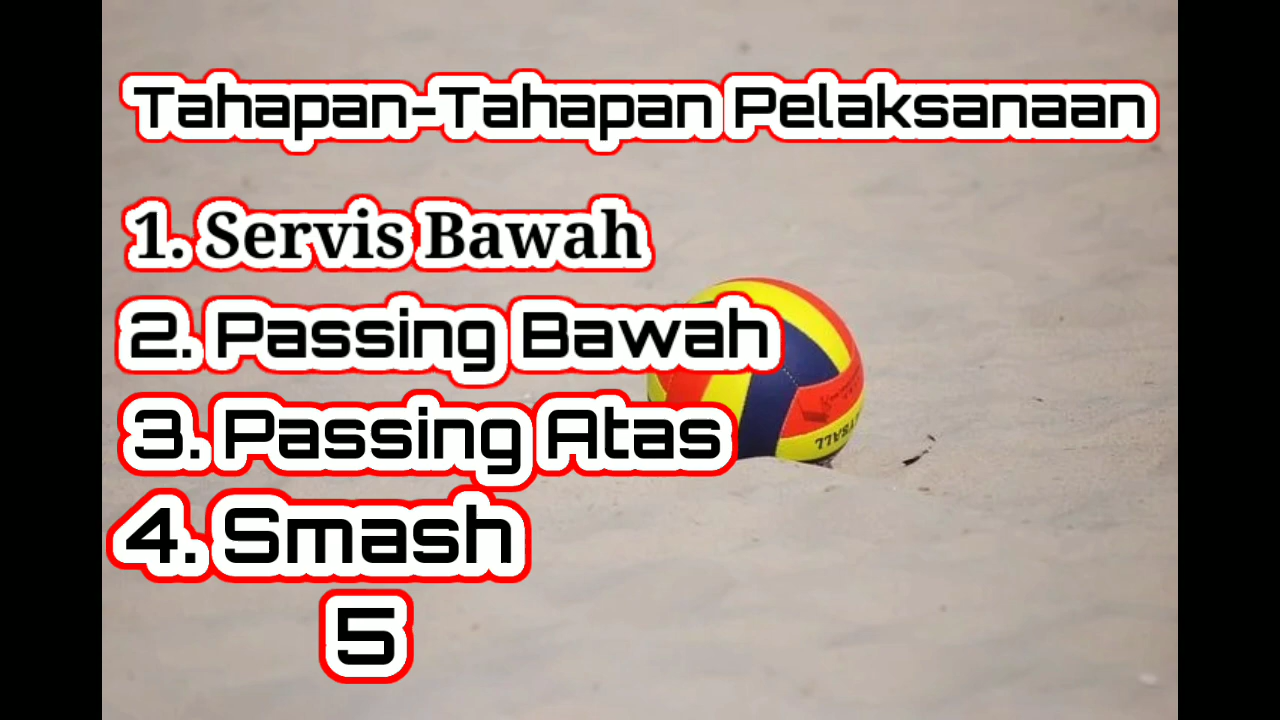 Tahapan-Tahapan Pelaksanaan
1. Servis Bawah
2. Passing Bawah
3. Passing Atas
4. Smash
5